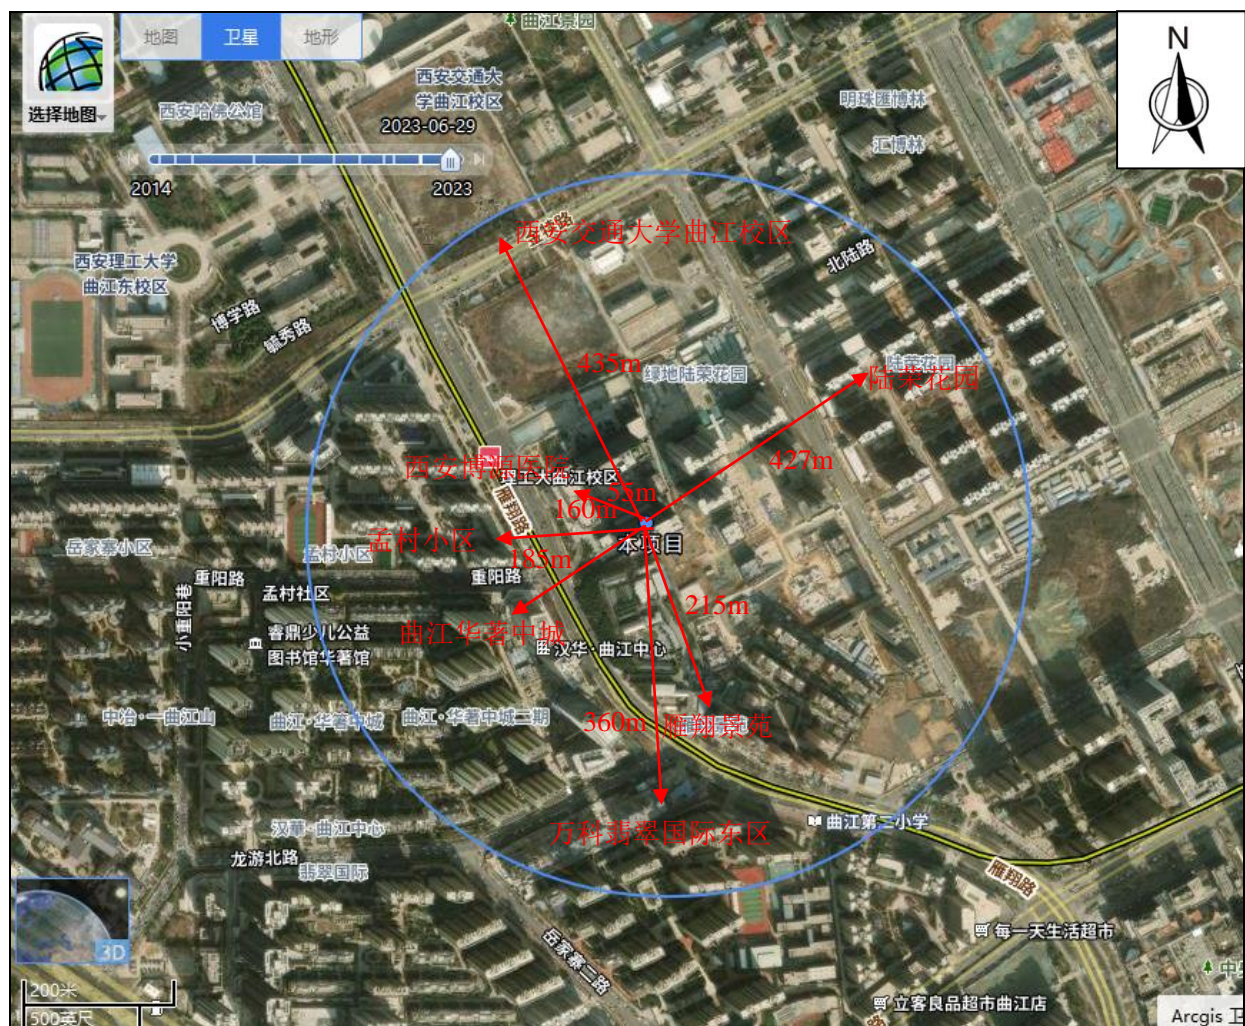 曲江景园
地图
卫星
地形
N
选择地图
西安交通大
学曲江校区
西安哈佛公馆
明珠匯博林
2023-06-29
汇博林
2014
2023
西安交通大学曲江校区
西安理工大学
曲江东校区
北陆路
博学路
毓秀路
435m
绿地陆荣花园
陆荣花园
陆荣花园
427m
西安博源医院
理工大曲江校区
55m
160m
雁翔路
孟村小区
本项目
岳家寨小区
孟村小区
185m
重阳路
重阳路
孟村社区
小重阳巷
215m
曲江华著中城
睿鼎少儿公益
图书馆华著馆
汉华·曲江中心
中冶·一曲江山
曲江·华著中城
曲江·华著中城二期
360m
雁翔景苑
汉華·曲江中心
万科翡翠国际东区
曲江第二小学
龙游北路
翡翠国际
雁翔路
3D
岳家寨二路
每一天生活超市
200米
500英尺
立客良品超市曲江店
Arcgis 卫